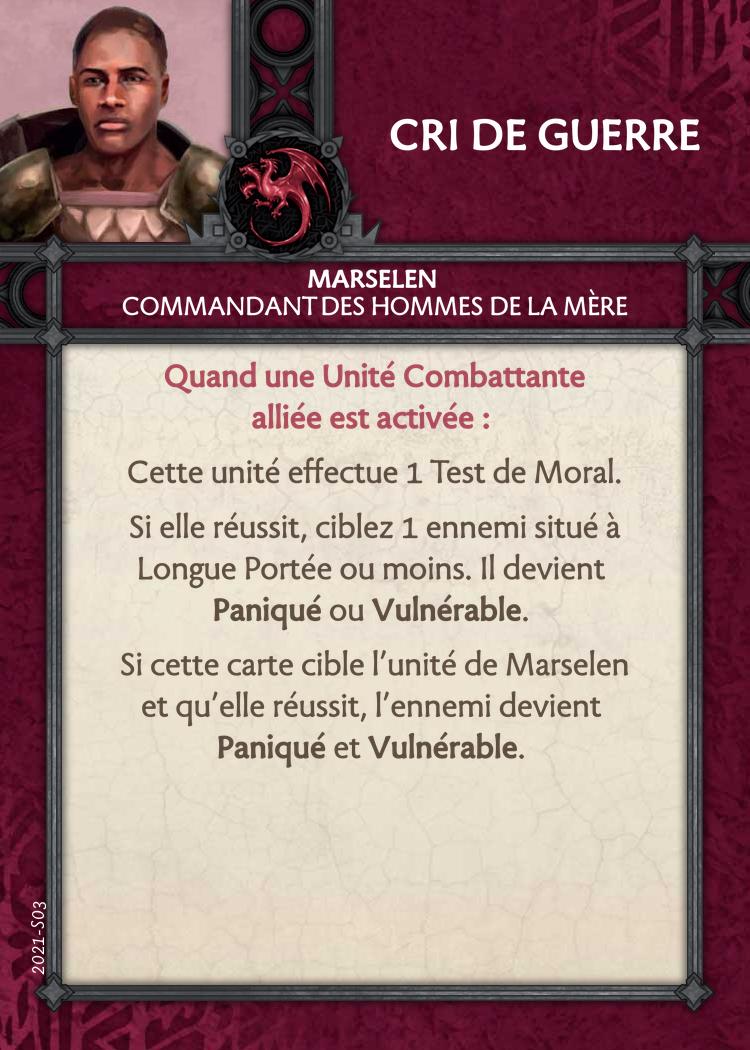 CRI DE GUERRE
MARSELEN
COMMANDANT DES HOMMES DE LA MÈRE
Quand une Unité Combattante
alliée est activée :
Cette unité effectue 1 Test de Moral.
Si elle réussit, ciblez 1 ennemi situé à
Longue Portée ou moins. Il devient
Paniqué ou Vulnérable.
Si cette carte cible l'unité de Marselen
et qu'elle réussit, l'ennemi devient
Paniqué et Vulnérable.
2021-S03